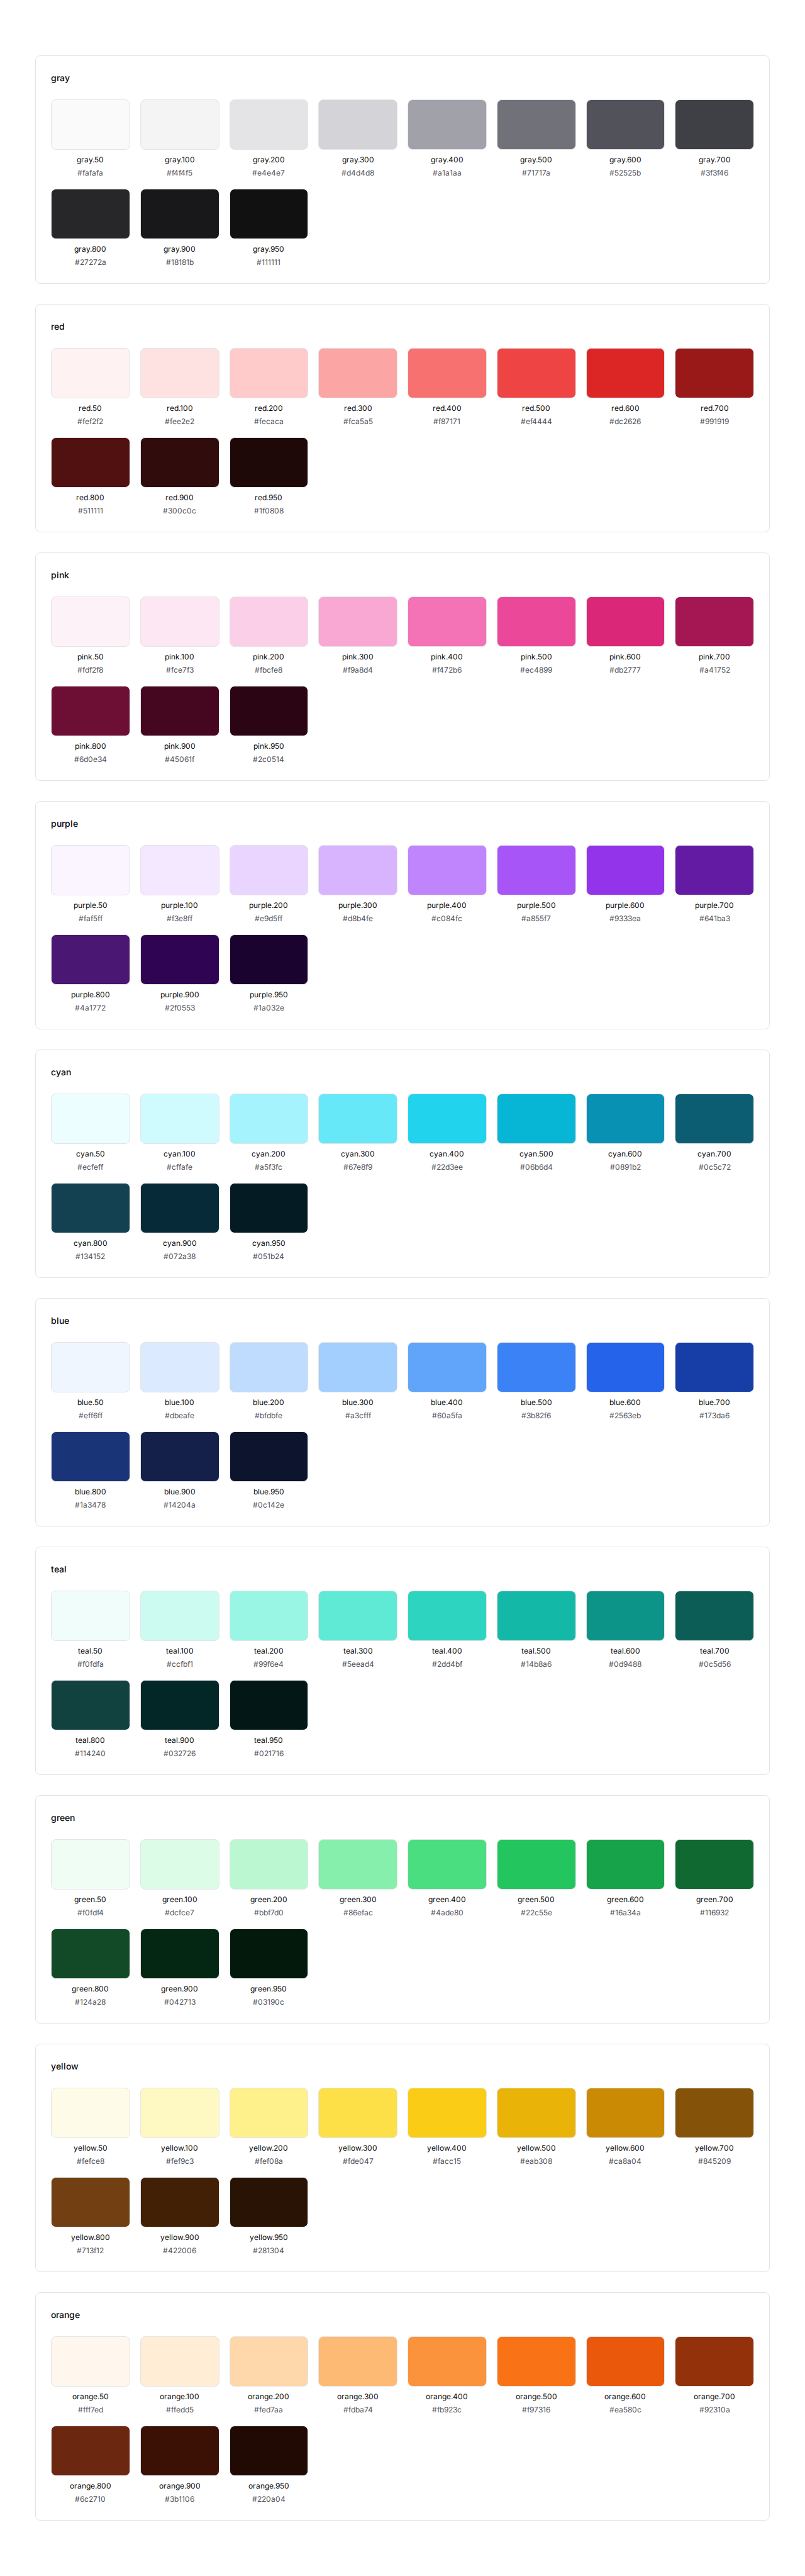 gray
gray.50 gray.100 gray.200 gray.300 gray.400 gray.500 gray.600 gray.700
#fafafa #f4f4f5 #e4e4e7 #d4d4d8 #a1a1aa #71717a #52525b #3f3f46
gray.800 gray.900 gray.950
#27272a #18181b #111111
red
red.50 red.100 red.200 red.300 red.400 red.500 red.600 red.700
#fef2f2 #fee2e2 #fecaca #fca5a5 #f87171 #ef4444 #dc2626 #991919
red.800 red.900 red.950
#511111 #300c0c #1f0808
pink
pink.50 pink.100 pink.200 pink.300 pink.400 pink.500 pink.600 pink.700
#fdf2f8 #fce7f3 #fbcfe8 #f9a8d4 #f472b6 #ec4899 #db2777 #a41752
pink.800 pink.900 pink.950
#6d0e34 #45061f #2c0514
purple
purple.50 purple.100 purple.200 purple.300 purple.400 purple.500 purple.600 purple.700
#faf5ff #f3e8ff #e9d5ff #d8b4fe #c084fc #a855f7 #9333ea #641ba3
purple.800 purple.900 purple.950
#4a1772 #2f0553 #1a032e
cyan
cyan.50 cyan.100 cyan.200 cyan.300 cyan.400 cyan.500 cyan.600 cyan.700
#ecfeff #cffafe #a5f3fc #67e8f9 #22d3ee #06b6d4 #0891b2 #0c5c72
cyan.800 cyan.900 cyan.950
#134152 #072a38 #051b24
blue
blue.50 blue.100 blue.200 blue.300 blue.400 blue.500 blue.600 blue.700
#eff6ff #dbeafe #bfdbfe #a3cfff #60a5fa #3b82f6 #2563eb #173da6
blue.800 blue.900 blue.950
#1a3478 #14204a #0c142e
teal
teal.50 teal.100 teal.200 teal.300 teal.400 teal.500 teal.600 teal.700
#f0fdfa #ccfbf1 #99f6e4 #5eead4 #2dd4bf #14b8a6 #0d9488 #0c5d56
teal.800 teal.900 teal.950
#114240 #032726 #021716
green
green.50 green.100 green.200 green.300 green.400 green.500 green.600 green.700
#f0fdf4 #dcfce7 #bbf7d0 #86efac #4ade80 #22c55e #16a34a #116932
green.800 green.900 green.950
#124a28 #042713 #03190c
yellow
yellow.50 yellow.100 yellow.200 yellow.300 yellow.400 yellow.500 yellow.600 yellow.700
#fefce8 #fef9c3 #fef08a #fde047 #facc15 #eab308 #ca8a04 #845209
yellow.800 yellow.900 yellow.950
#713f12 #422006 #281304
orange
orange.50 orange.100 orange.200 orange.300 orange.400 orange.500 orange.600 orange.700
#fff7ed #ffedd5 #fed7aa #fdba74 #fb923c #f97316 #ea580c #92310a
orange.800 orange.900 orange.950
#6c2710 #3b1106 #220a04